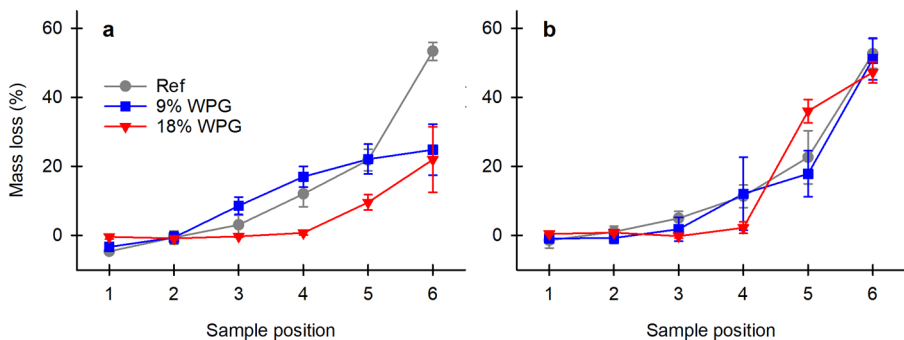 a
b
60
40
20
0
Mass loss (%)
Ref
9% WPG
18% WPG
1 2 3 4 5 6
Sample position
60
40
20
0
1 2 3 4 5 6
Sample position